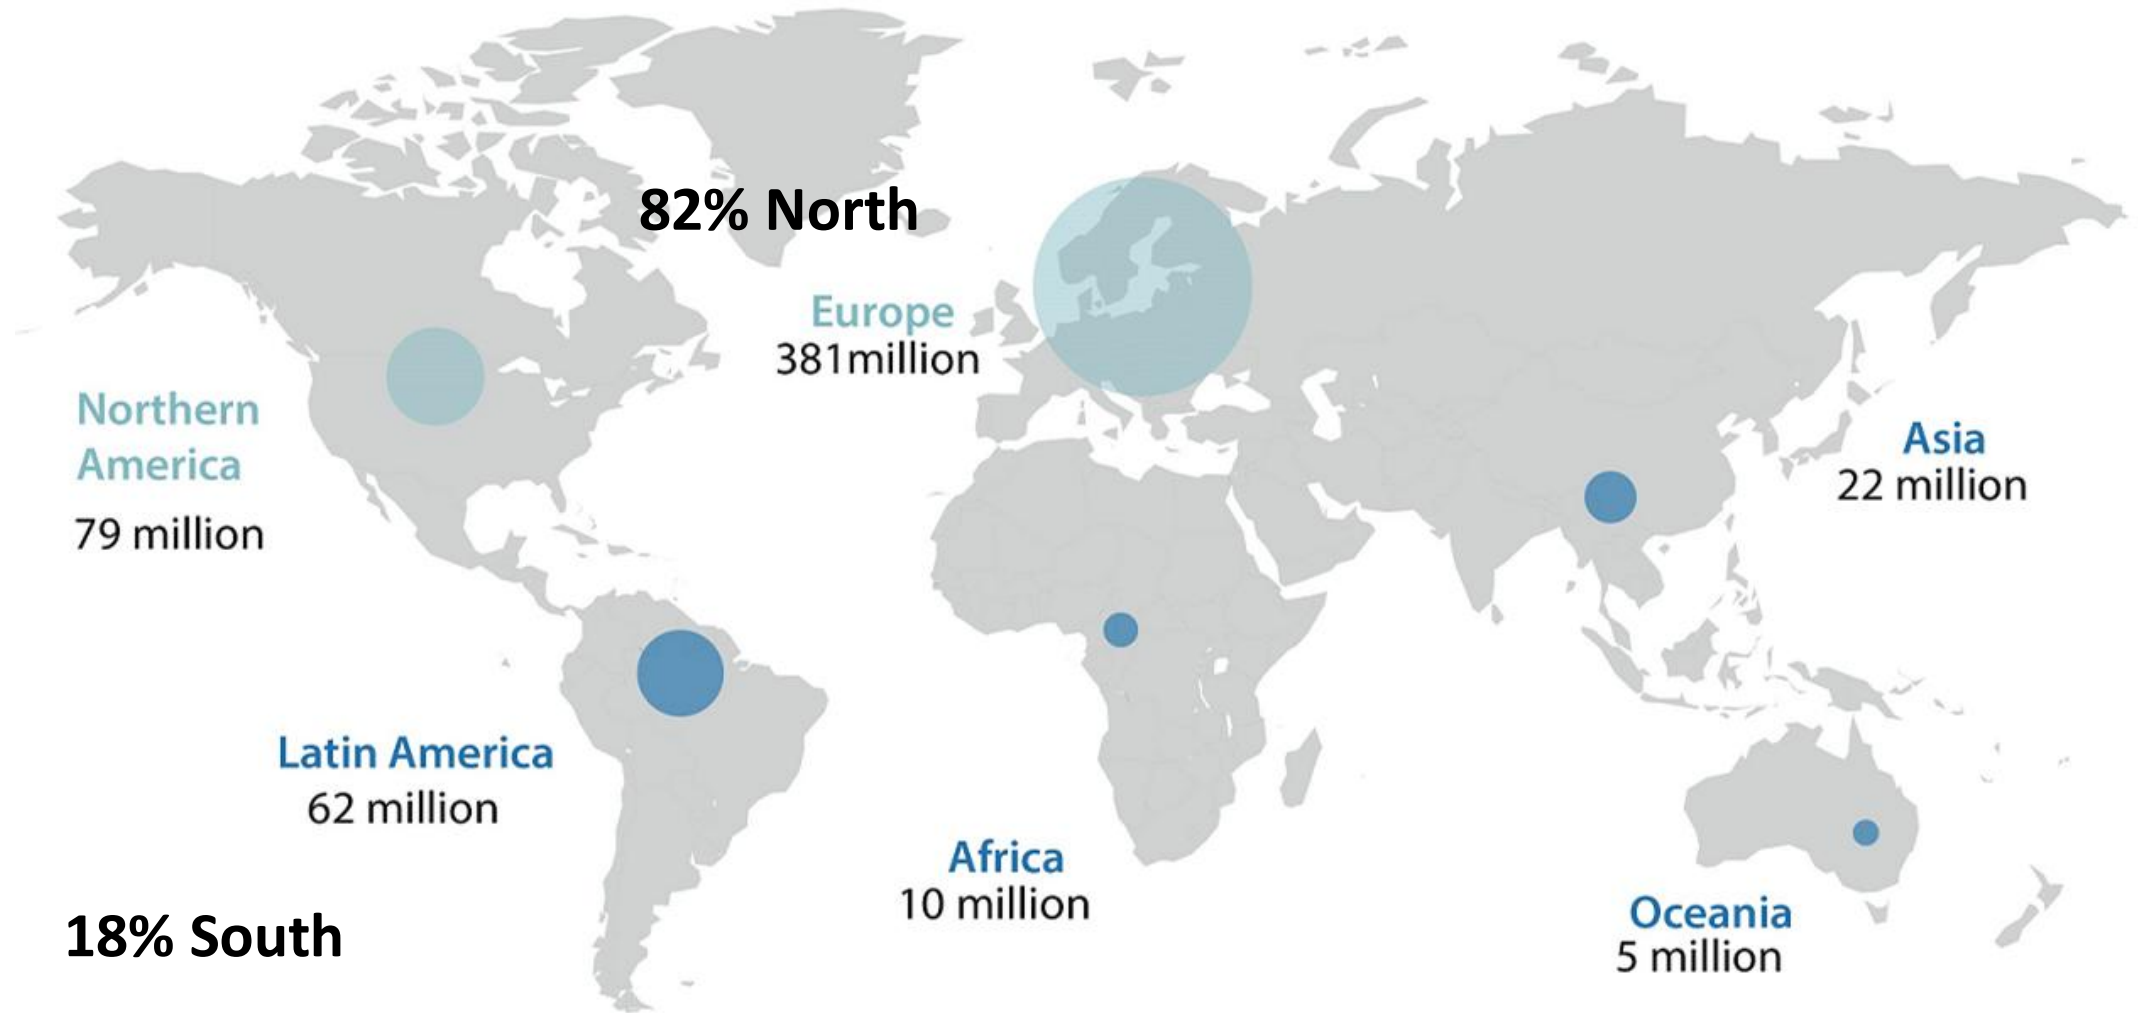 82% North
Europe
381million
Northern
America
79 million
Asia
22 million
Latin America
62 million
Africa
10 million
Oceania
5 million
18% South